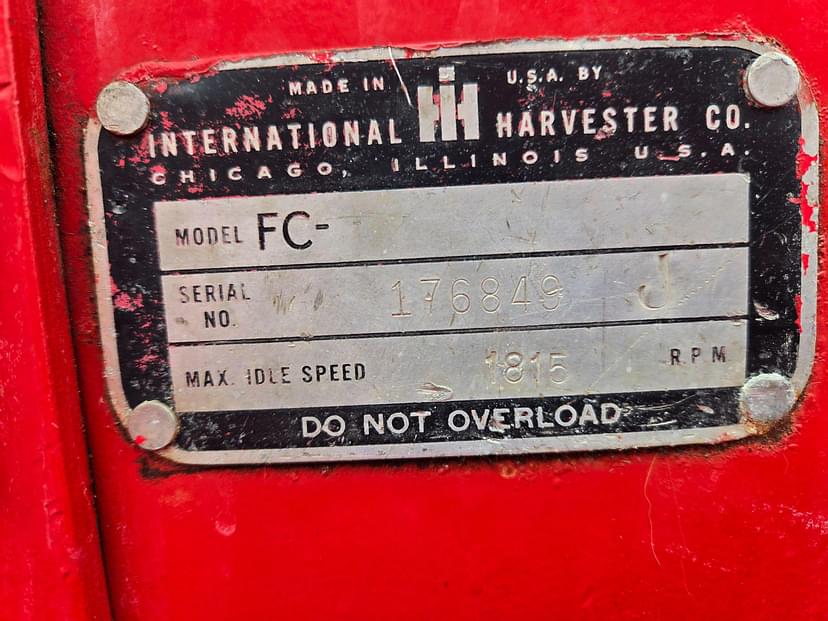 MADE IN IH U.S.A. BY
INTERNATIONAL HARVESTER CO.
CHICAGO, ILLINOIS U.S.A.
MODEL FC-
SERIAL NO. 176849 J
MAX. IDLE SPEED 1815 RPM
DO NOT OVERLOAD